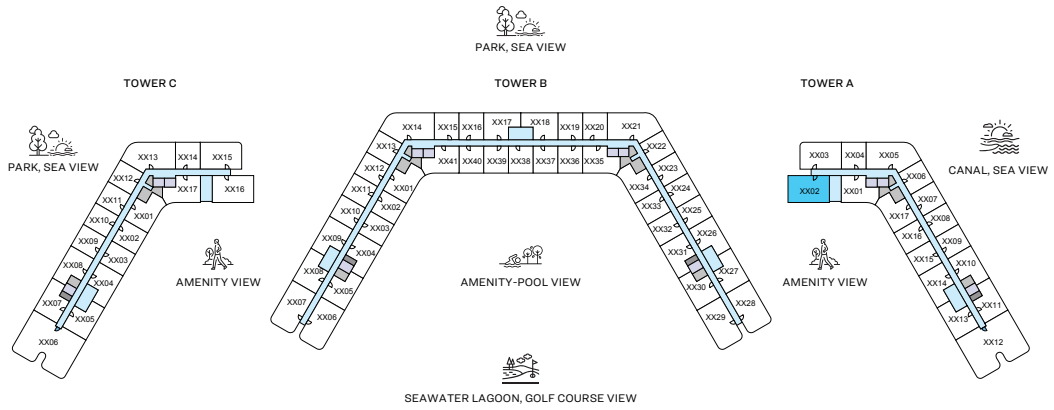 PARK, SEA VIEW
TOWER C
TOWER B
TOWER A
PARK, SEA VIEW
CANAL, SEA VIEW
XX13
XX14
XX15
XX12
XX17
XX16
XX11
XX01
XX10
XX02
XX09
XX03
XX08
XX04
XX07
XX05
XX06
AMENITY VIEW
XX14
XX15
XX16
XX17
XX18
XX19
XX20
XX21
XX13
XX41
XX40
XX39
XX38
XX37
XX36
XX35
XX22
XX12
XX01
XX34
XX23
XX11
XX02
XX33
XX24
XX10
XX03
XX32
XX25
XX09
XX04
XX31
XX26
XX08
XX05
XX30
XX27
XX07
XX06
XX29
XX28
AMENITY-POOL VIEW
XX03
XX04
XX05
XX02
XX01
XX06
XX17
XX07
XX16
XX08
XX15
XX09
XX14
XX10
XX13
XX11
XX12
AMENITY VIEW
SEAWATER LAGOON, GOLF COURSE VIEW